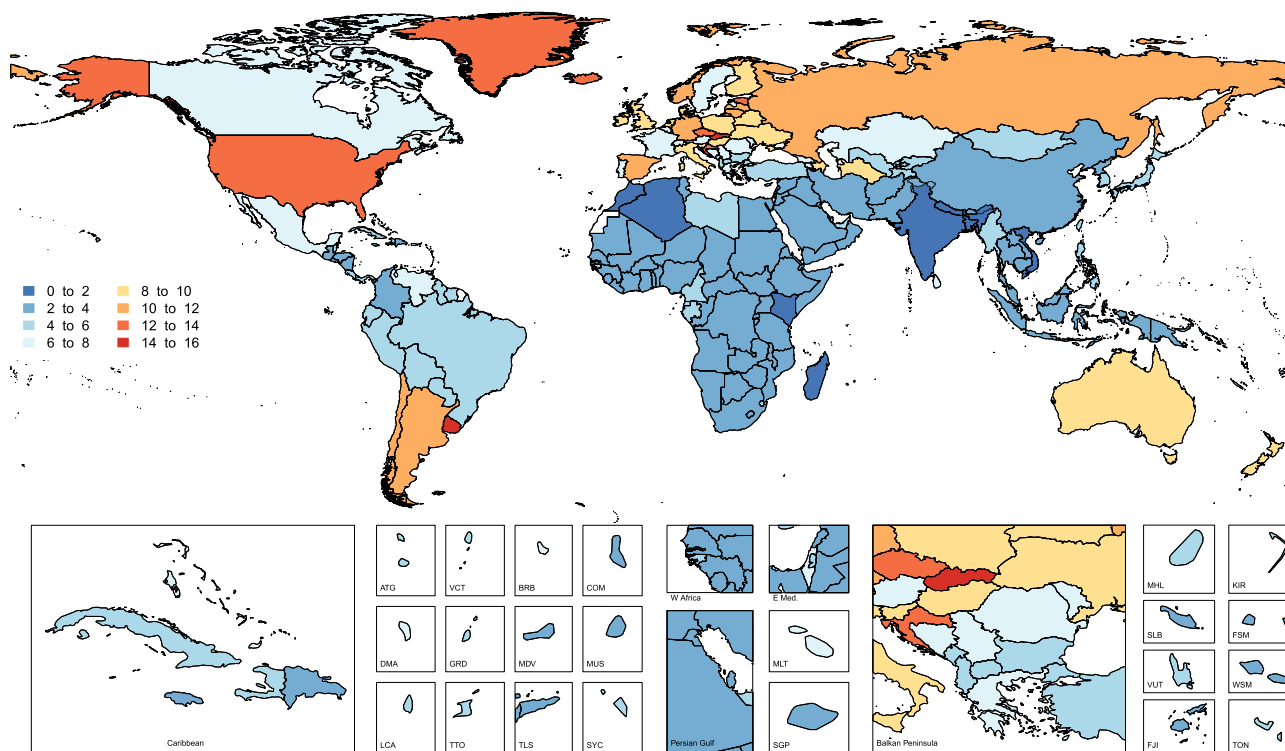 0 to 2
2 to 4
4 to 6
6 to 8
8 to 10
10 to 12
12 to 14
14 to 16
Caribbean
ATG
VCT
BRB
COM
DMA
GRD
MDV
MUS
LCA
TTO
TLS
SYC
W Africa
E Med.
Persian Gulf
MLT
SGP
Balkan Peninsula
MHL
KIR
SLB
FSM
VUT
WSM
FJI
TON